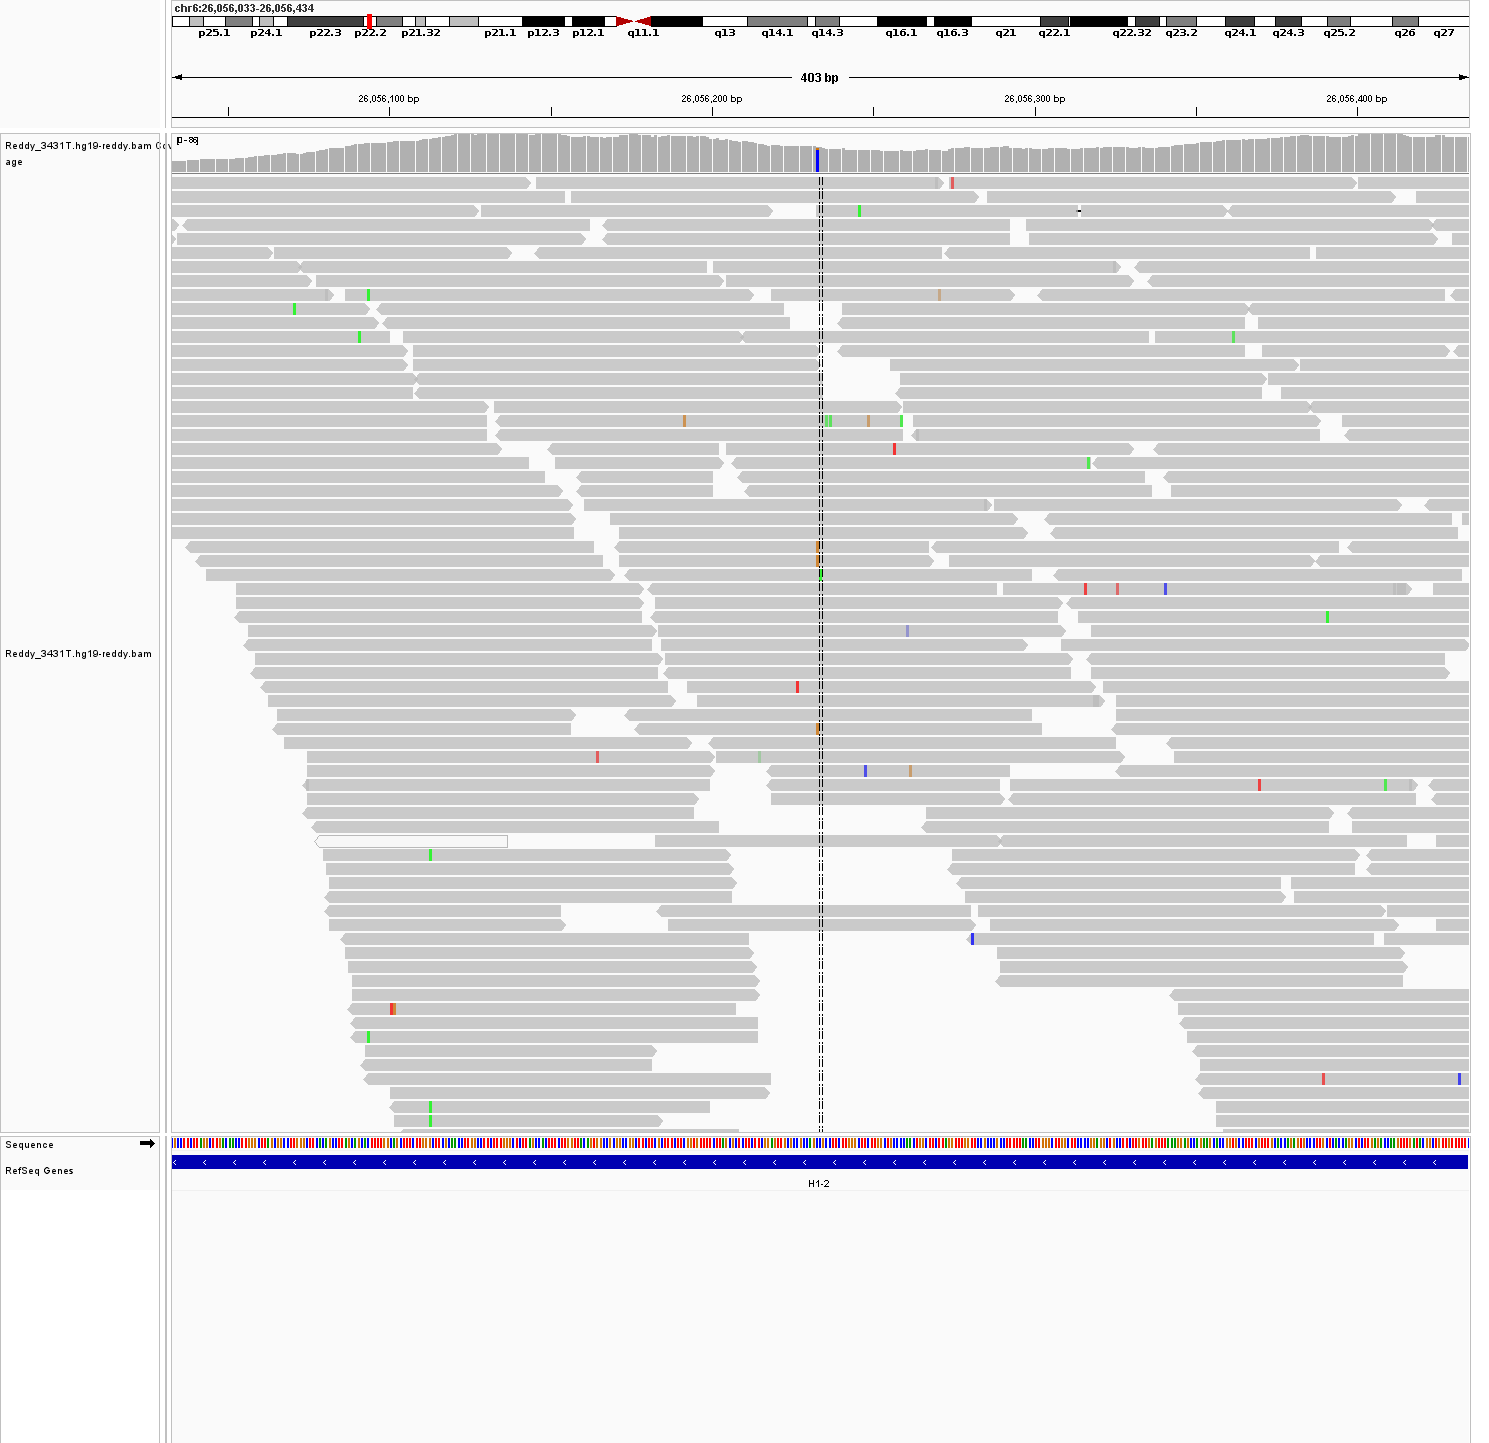 chr6:26,056,033-26,056,434
p25.1 p24.1 p22.3 p22.2 p21.32 p21.1 p12.3 p12.1 q11.1 q13 q14.1 q14.3 q16.1 q16.3 q21 q22.1 q22.32 q23.2 q24.1 q24.3 q25.2 q26 q27
403 bp
26,056,100 bp 26,056,200 bp 26,056,300 bp 26,056,400 bp
[0-86]
Reddy_3431T.hg19-reddy.bam Cov
age
Reddy_3431T.hg19-reddy.bam
Sequence
RefSeq Genes
H1-2